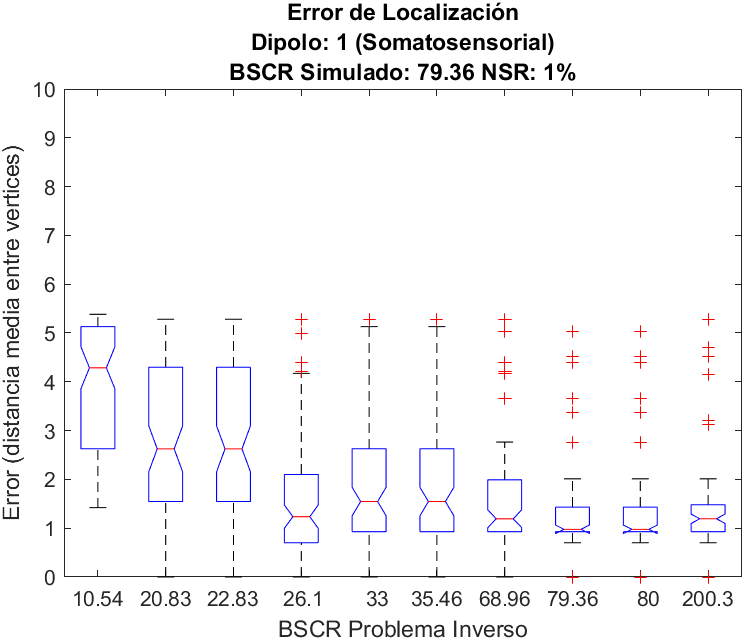 Error de Localización
Dipolo: 1 (Somatosensorial)
BSCR Simulado: 79.36 NSR: 1%
Error (distancia media entre vertices)
10
9
8
7
6
5
4
3
2
1
0
10.54 20.83 22.83 26.1 33 35.46 68.96 79.36 80 200.3
BSCR Problema Inverso